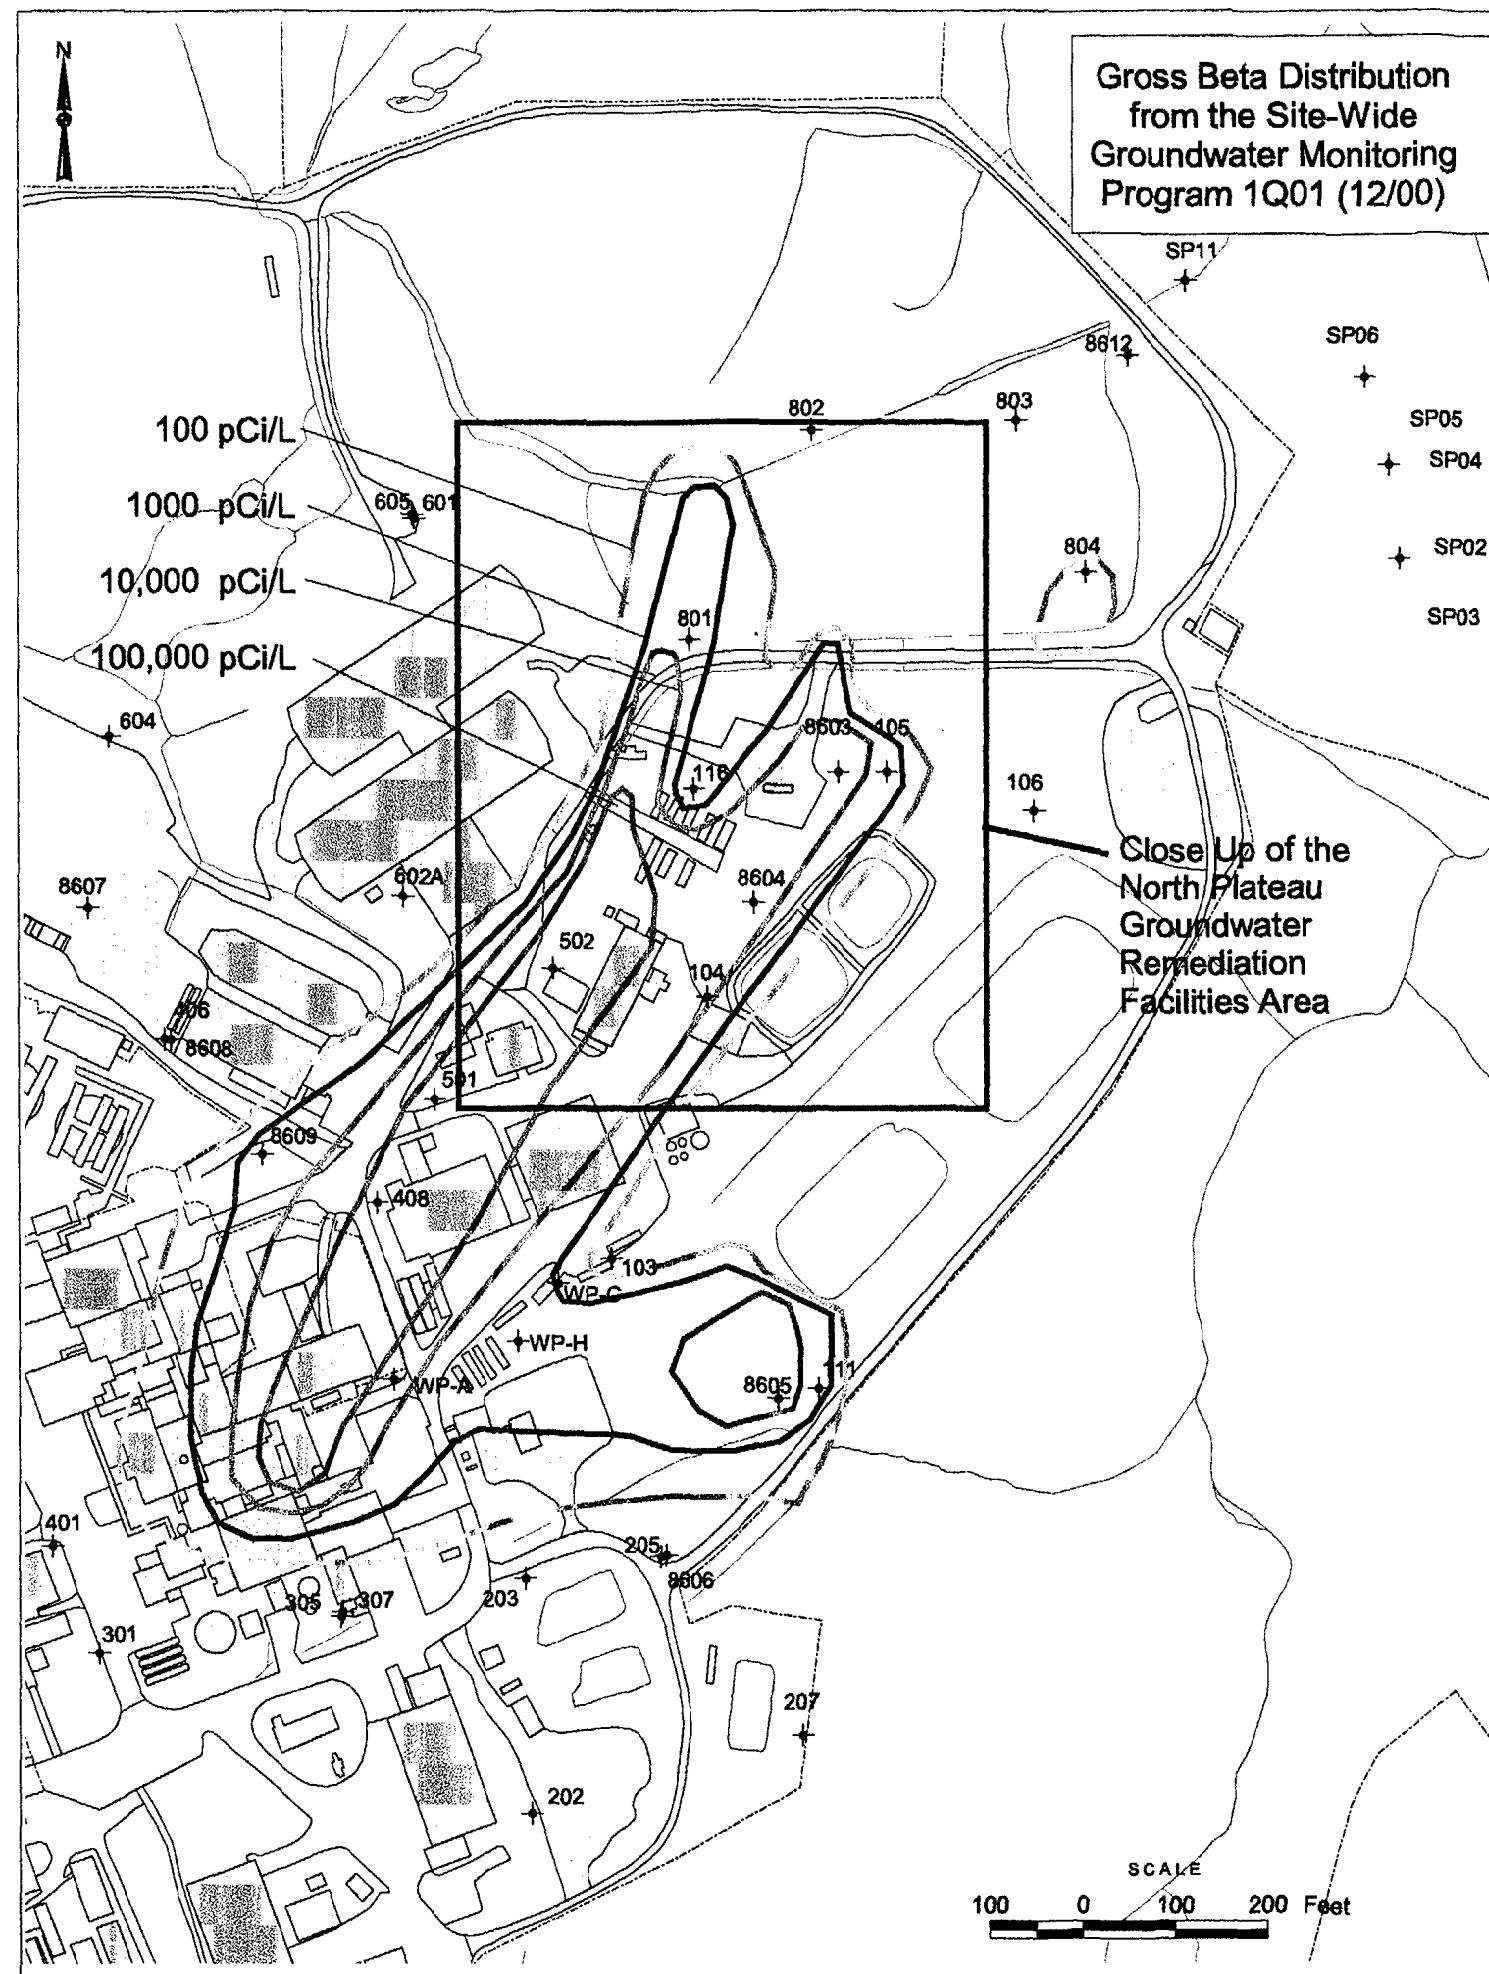 N
Gross Beta Distribution
from the Site-Wide
Groundwater Monitoring
Program 1Q01 (12/00)
SP11
SP06
8612
802
803
SP05
100 pCi/L
SP04
1000 pCi/L
605
601
804
SP02
10,000 pCi/L
SP03
801
100,000 pCi/L
604
8603
105
116
106
Close Up of the
North Plateau
Groundwater
Remediation
Facilities Area
602A
8604
8607
502
104
406
8608
501
8609
408
103
WP-C
WP-H
WP-A
8605
111
401
205
8606
203
305
307
301
207
202
SCALE
100 0 100 200 Feet